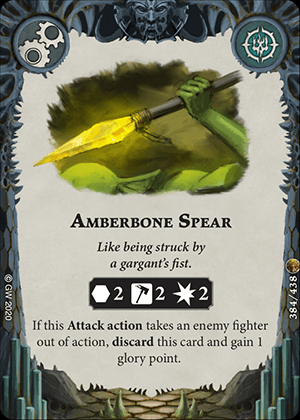 Amberbone Spear
Like being struck by
a gargant's fist.
2 2 2
If this Attack action takes an enemy fighter
out of action, discard this card and gain 1
glory point.
© GW 2020
384/438